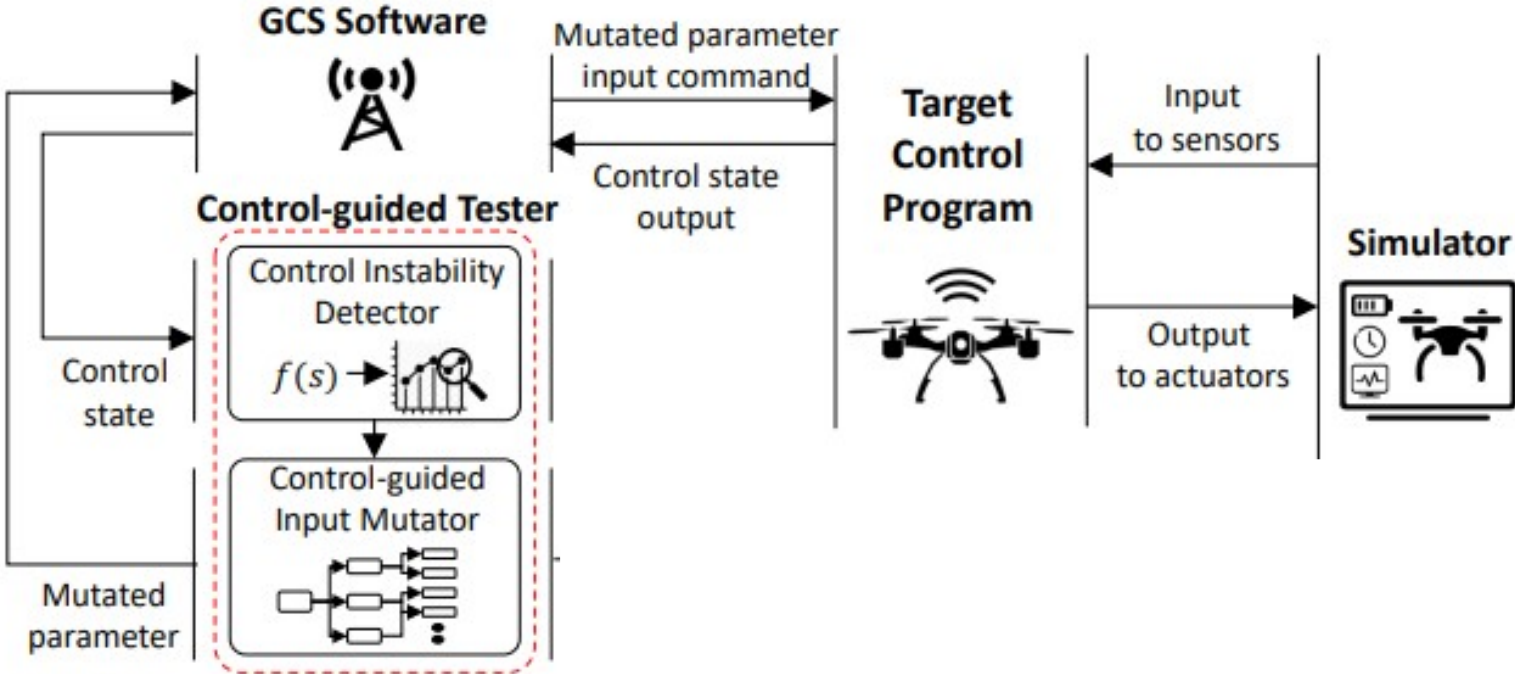 GCS Software
Mutated parameter
input command
Control state
output
Target
Control
Program
Input
to sensors
Output
to actuators
Simulator
Control-guided Tester
Control Instability
Detector
f(s)
Control
state
Control-guided
Input Mutator
Mutated
parameter